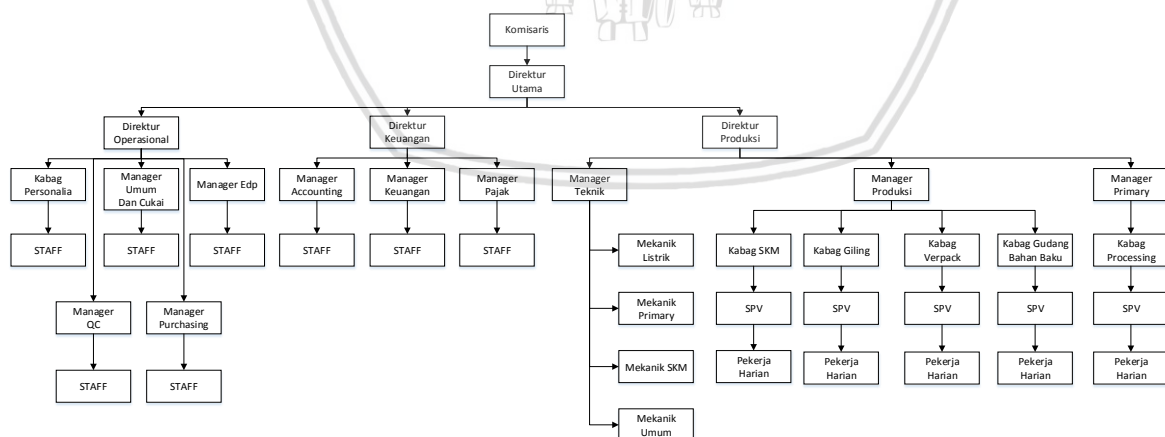 Komisaris
Direktur
Utama
Direktur
Operasional
Direktur
Keuangan
Direktur
Produksi
Kabag
Personalia
Manager
Umum
Dan Cukai
Manager Edp
Manager
Accounting
Manager
Keuangan
Manager
Pajak
Manager
Teknik
Manager
Produksi
Manager
Primary
STAFF
STAFF
STAFF
STAFF
STAFF
STAFF
Mekanik
Listrik
Kabag SKM
Kabag Giling
Kabag
Verpack
Kabag Gudang
Bahan Baku
Kabag
Processing
Manager
QC
Manager
Purchasing
Mekanik
Primary
SPV
SPV
SPV
SPV
SPV
STAFF
STAFF
Mekanik SKM
Pekerja
Harian
Pekerja
Harian
Pekerja
Harian
Pekerja
Harian
Pekerja
Harian
Mekanik
Umum